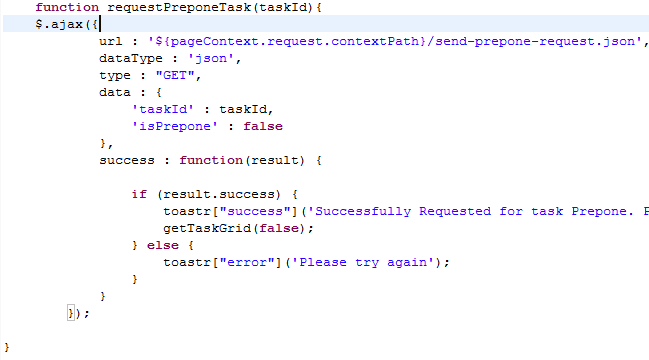 function requestPreponeTask(taskId){
$.ajax({
url : '${pageContext.request.contextPath}/send-prepone-request.json',
dataType : 'json',
type : "GET",
data : {
'taskId' : taskId,
'isPrepone' : false
},
success : function(result) {
if (result.success) {
toastr["success"]('Successfully Requested for task Prepone.
getTaskGrid(false);
} else {
toastr["error"]('Please try again');
}
}
});
}